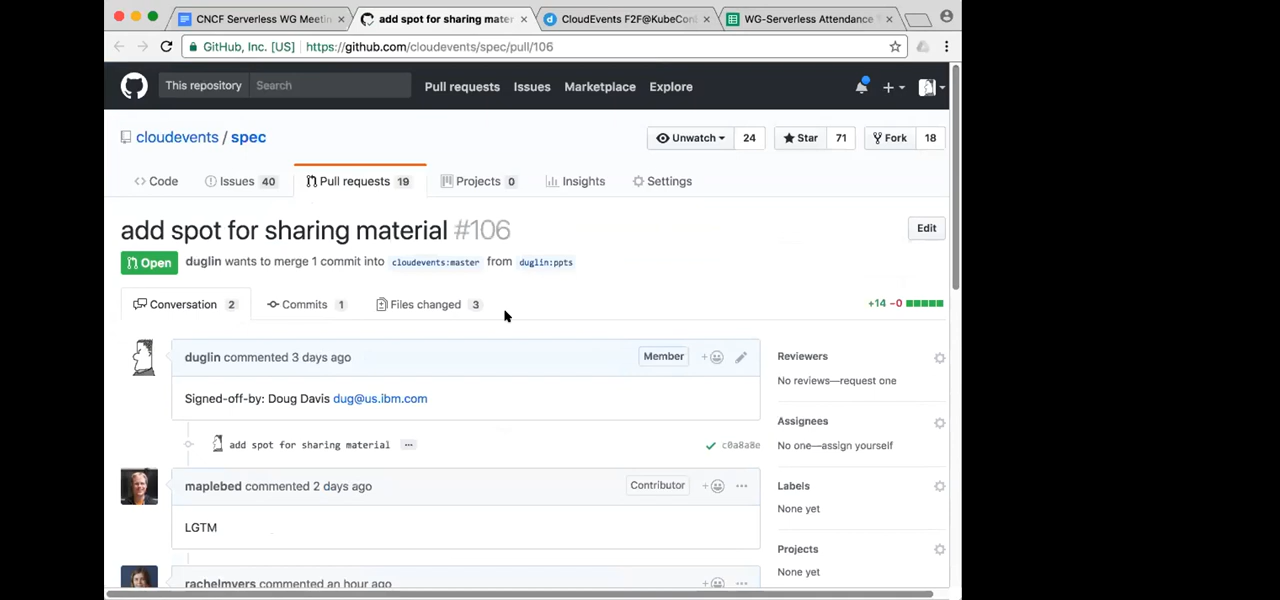 CNCF Serverless WG Meetin
add spot for sharing mater
CloudEvents F2F@KubeCon
WG-Serverless Attendance
GitHub, Inc. [US] https://github.com/cloudevents/spec/pull/106
This repository Search Pull requests Issues Marketplace Explore
cloudevents / spec
Unwatch 24 Star 71 Fork 18
Code Issues 40 Pull requests 19 Projects 0 Insights Settings
add spot for sharing material #106
Edit
Open duglin wants to merge 1 commit into cloudevents:master from duglin:ppts
Conversation 2 Commits 1 Files changed 3 +14 −0
duglin commented 3 days ago Member
Signed-off-by: Doug Davis dug@us.ibm.com
add spot for sharing material c0a8a8e
maplebed commented 2 days ago Contributor
LGTM
rachelmyers commented an hour ago
Reviewers
No reviews—request one
Assignees
No one—assign yourself
Labels
None yet
Projects
None yet